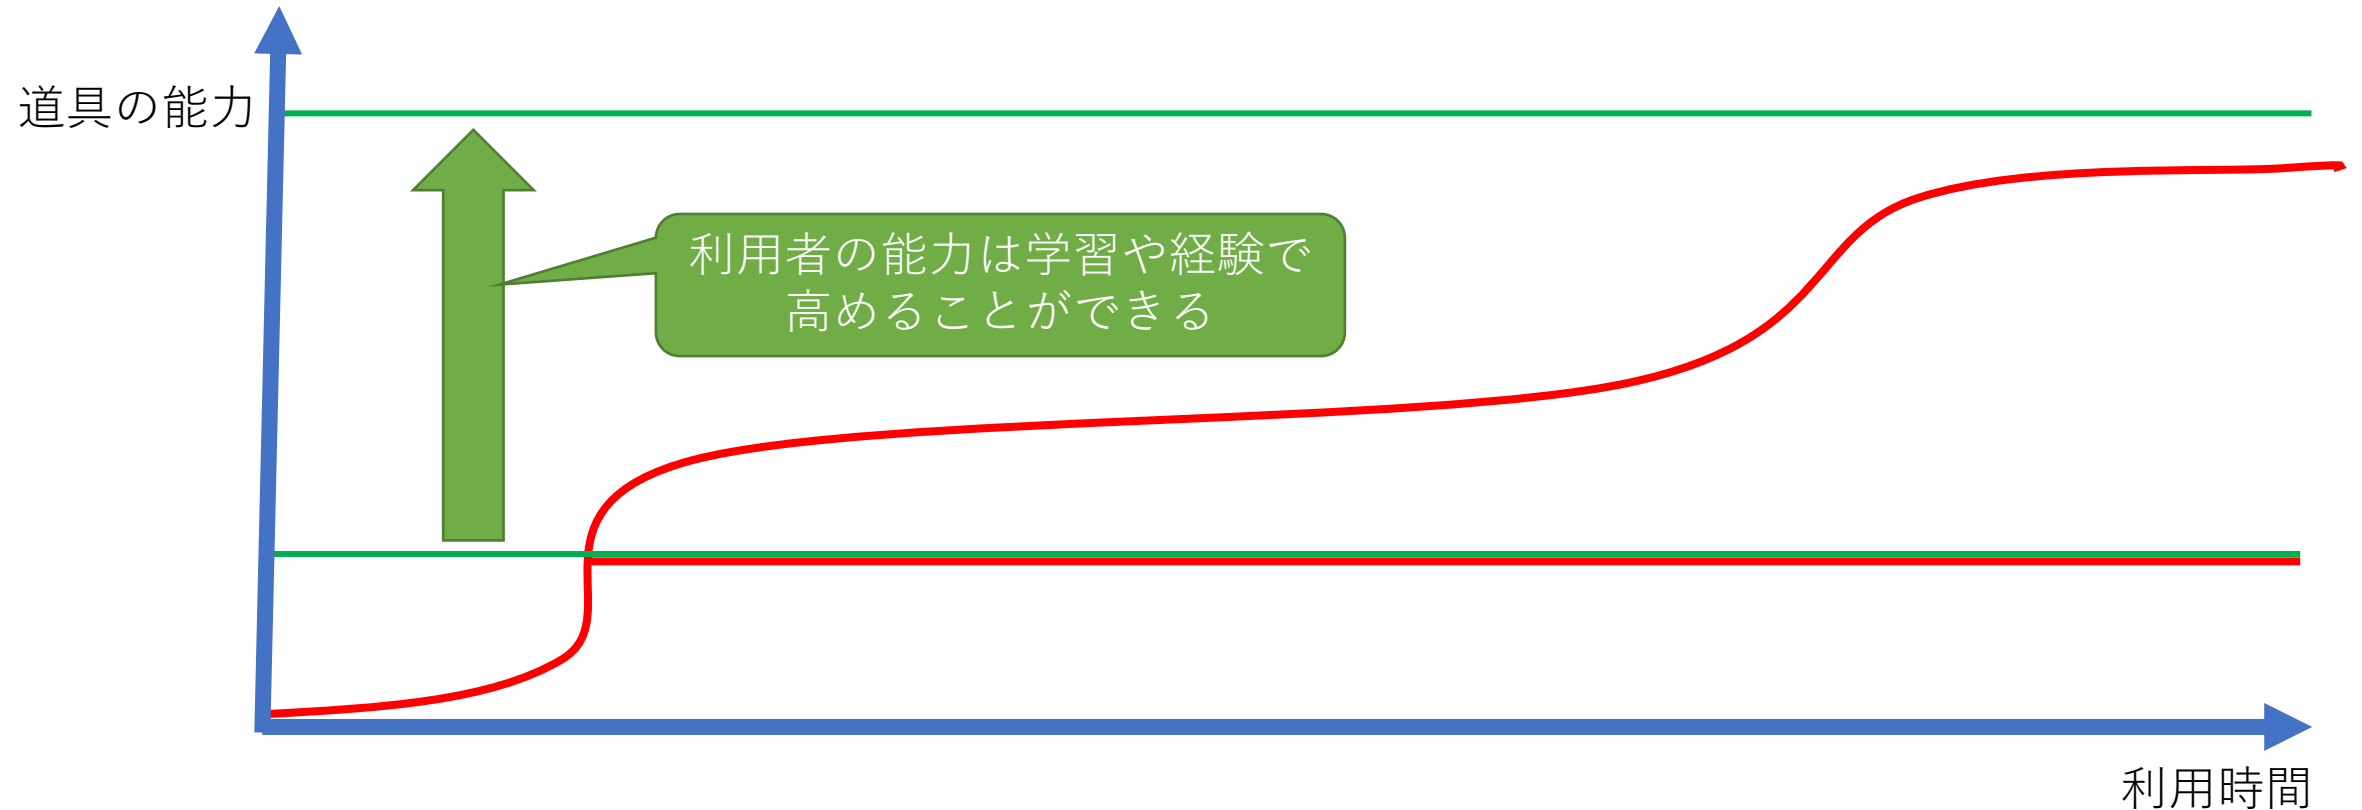 道具の能力
利用者の能力は学習や経験で
高めることができる
利用時間